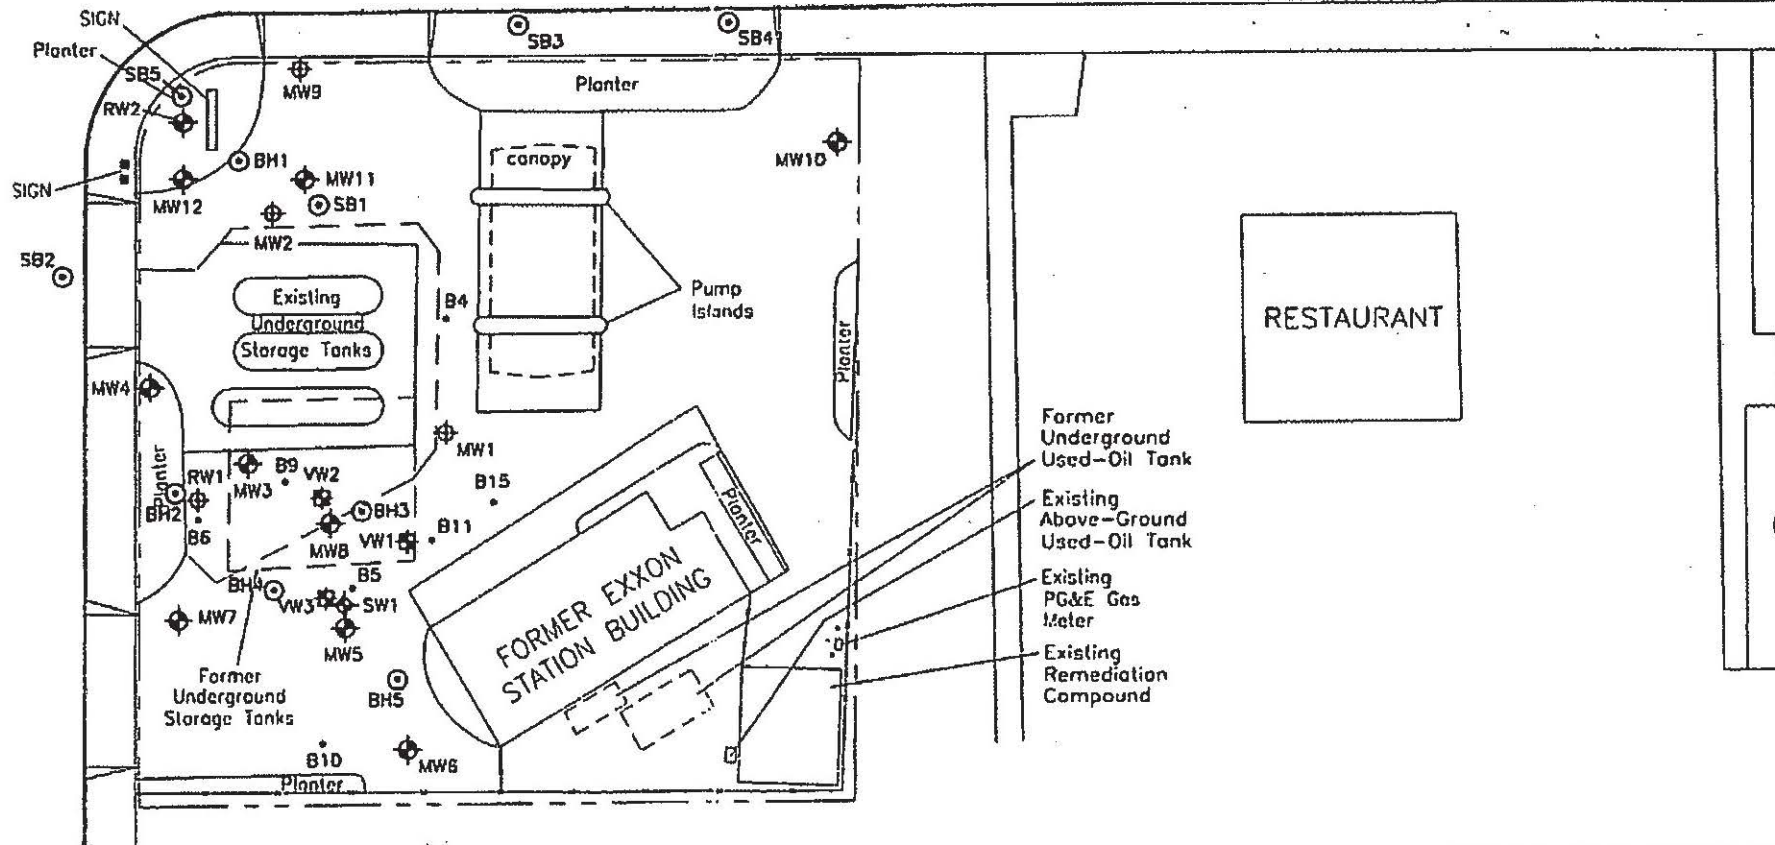 SIGN
Planter
SB5
RW2
SIGN
MW12
MW9
BH1
MW11
SB1
MW2
SB2
SB3
SB4
Planter
canopy
MW10
Pump
Islands
Existing
Underground
Storage Tanks
B4
MW4
Planter
MW1
RW1
MW3
B9
VW2
B15
BH2
B6
BH3
MW8
VW1
B11
BH4
B5
VW3
SW1
MW7
MW5
Former
Underground
Storage Tanks
BH5
B10
MW6
Planter
Planter
Planter
FORMER EXXON
STATION BUILDING
RESTAURANT
Former
Underground
Used-Oil Tank
Existing
Above-Ground
Used-Oil Tank
Existing
PG&E Gas
Meter
Existing
Remediation
Compound